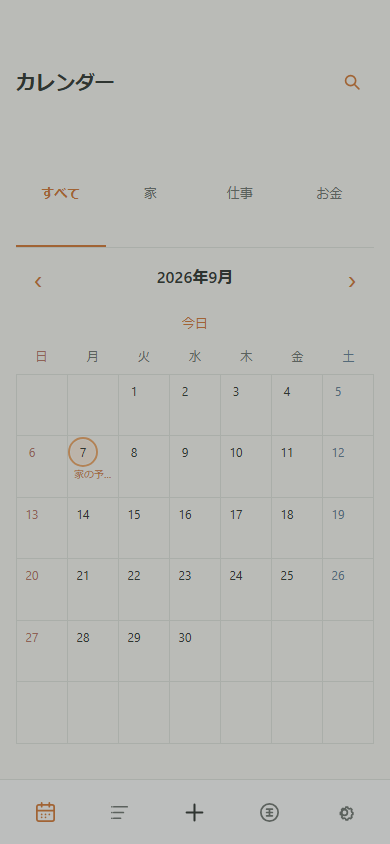 カレンダー
すべて 家 仕事 お金
2026年9月
今日
日 月 火 水 木 金 土
1 2 3 4 5
6 7 8 9 10 11 12
家の予...
13 14 15 16 17 18 19
20 21 22 23 24 25 26
27 28 29 30